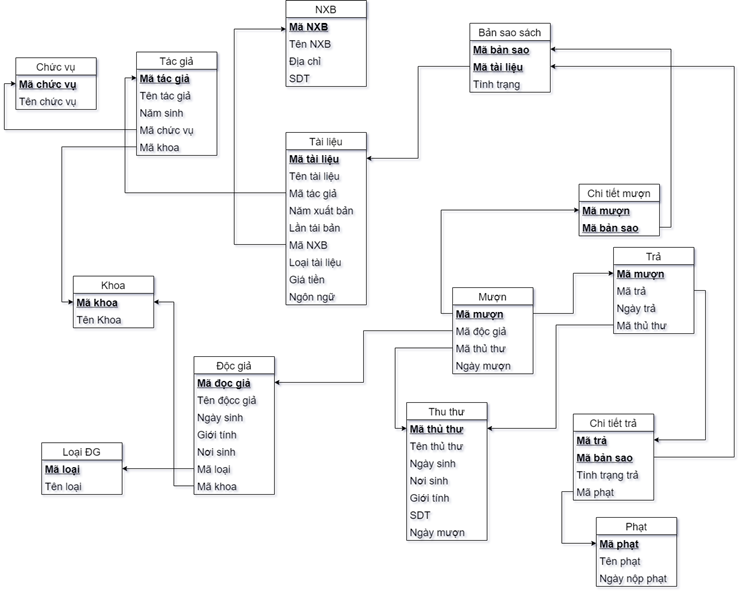 NXB
Mã NXB
Tên NXB
Địa chỉ
SDT
Bản sao sách
Mã bản sao
Mã tài liệu
Tình trạng
Chức vụ
Mã chức vụ
Tên chức vụ
Tác giả
Mã tác giả
Tên tác giả
Năm sinh
Mã chức vụ
Mã khoa
Tài liệu
Mã tài liệu
Tên tài liệu
Mã tác giả
Năm xuất bản
Lần tái bản
Mã NXB
Loại tài liệu
Giá tiền
Ngôn ngữ
Chi tiết mượn
Mã mượn
Mã bản sao
Trả
Mã mượn
Mã trả
Ngày trả
Mã thủ thư
Khoa
Mã khoa
Tên Khoa
Mượn
Mã mượn
Mã độc giả
Mã thủ thư
Ngày mượn
Độc giả
Mã đọc giả
Tên độcc giả
Ngày sinh
Giới tính
Nơi sinh
Mã loại
Mã khoa
Loại ĐG
Mã loại
Tên loại
Thu thư
Mã thủ thư
Tên thủ thư
Ngày sinh
Nơi sinh
Giới tính
SDT
Ngày mượn
Chi tiết trả
Mã trả
Mã bản sao
Tình trạng trả
Mã phạt
Phạt
Mã phạt
Tên phạt
Ngày nộp phạt